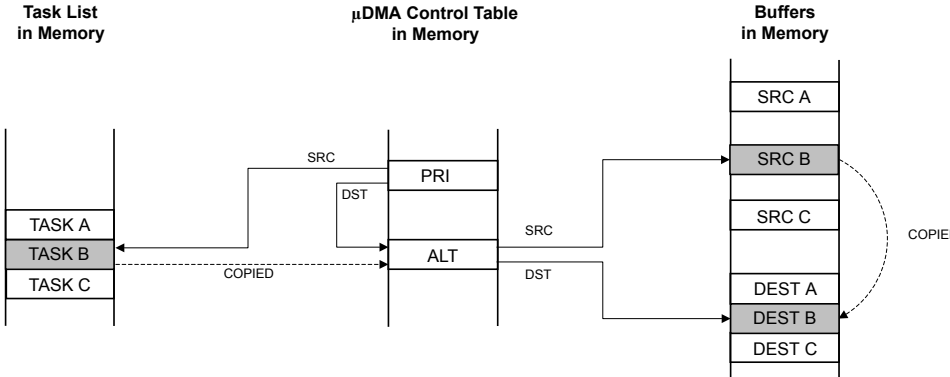 Task List
in Memory
µDMA Control Table
in Memory
Buffers
in Memory
SRC A
SRC
PRI
SRC B
DST
TASK A
SRC C
SRC
TASK B
ALT
COPIED
COPIE
DST
TASK C
DEST A
DEST B
DEST C